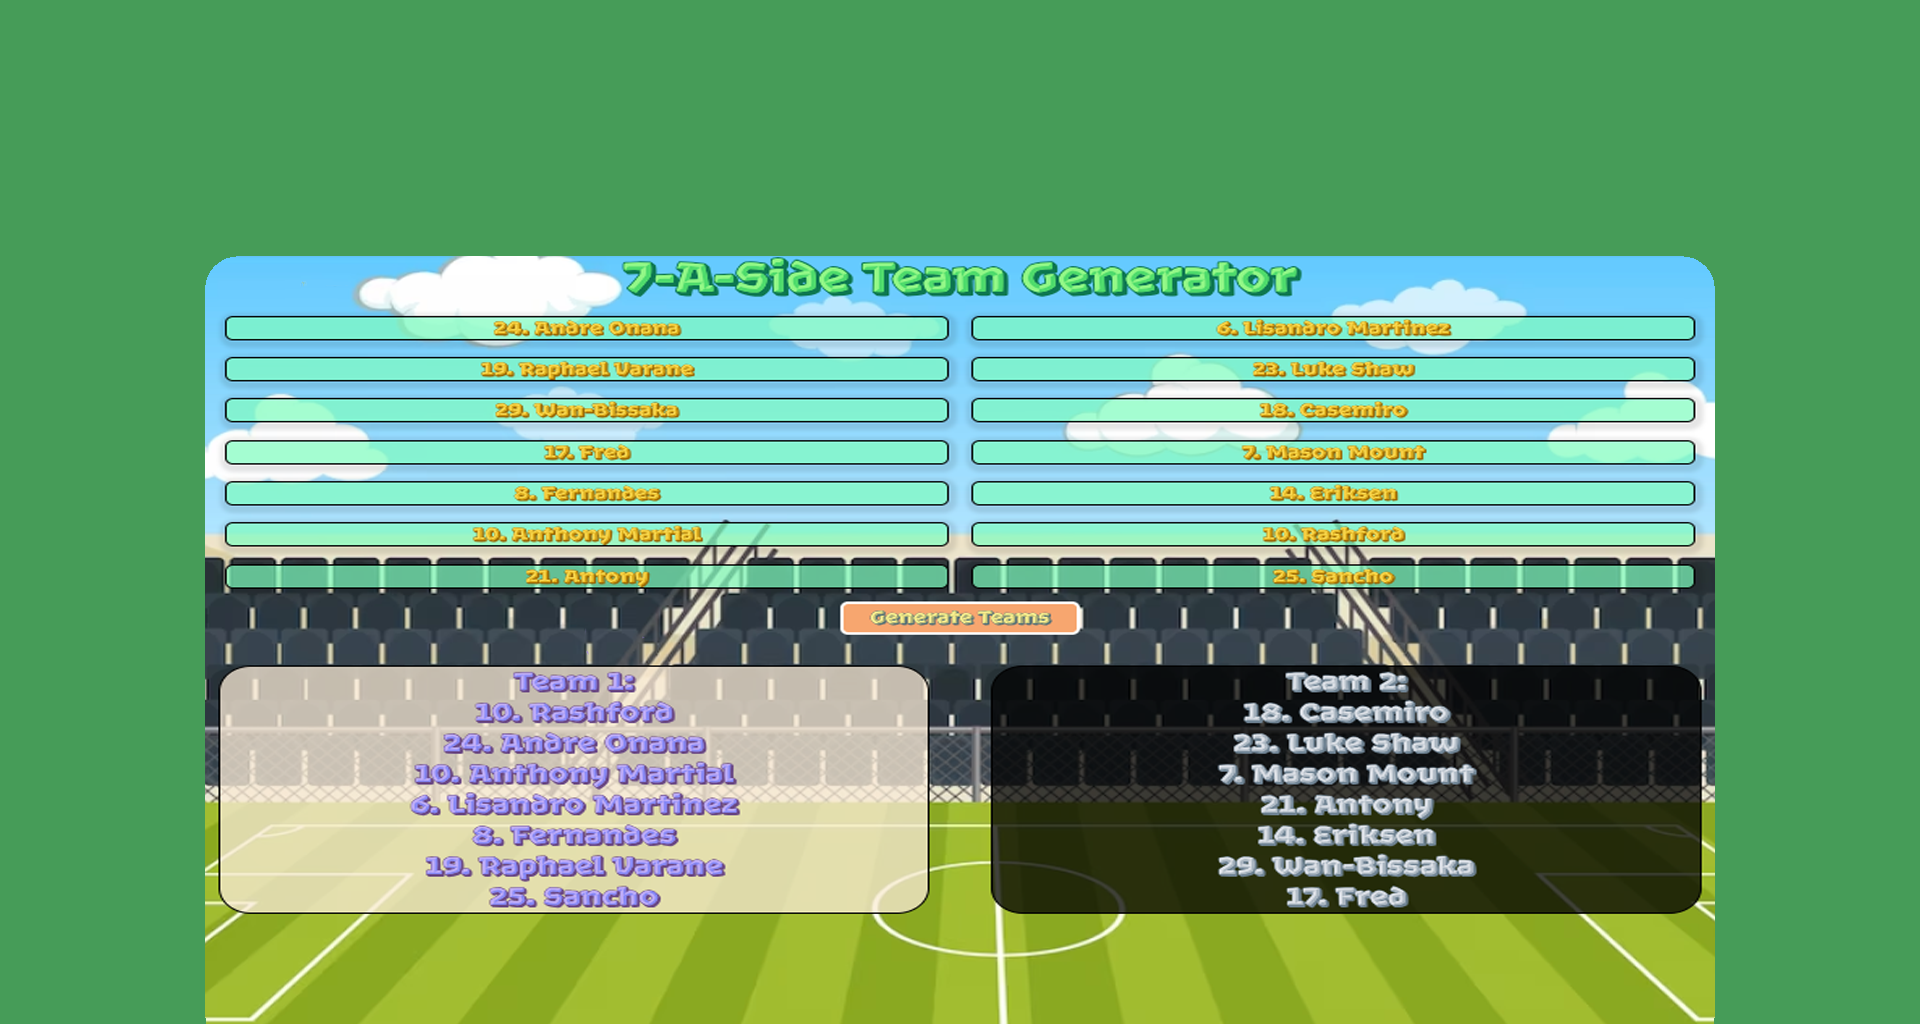 7-A-Side Team Generator
24. Andre Onana
6. Lisandro Martinez
19. Raphael Varane
23. Luke Shaw
29. Wan-Bissaka
18. Casemiro
17. Fred
7. Mason Mount
8. Fernandes
14. Eriksen
10. Anthony Martial
10. Rashford
21. Antony
25. Sancho
Generate Teams
Team 1:
10. Rashford
24. Andre Onana
10. Anthony Martial
6. Lisandro Martinez
8. Fernandes
19. Raphael Varane
25. Sancho
Team 2:
18. Casemiro
23. Luke Shaw
7. Mason Mount
21. Antony
14. Eriksen
29. Wan-Bissaka
17. Fred